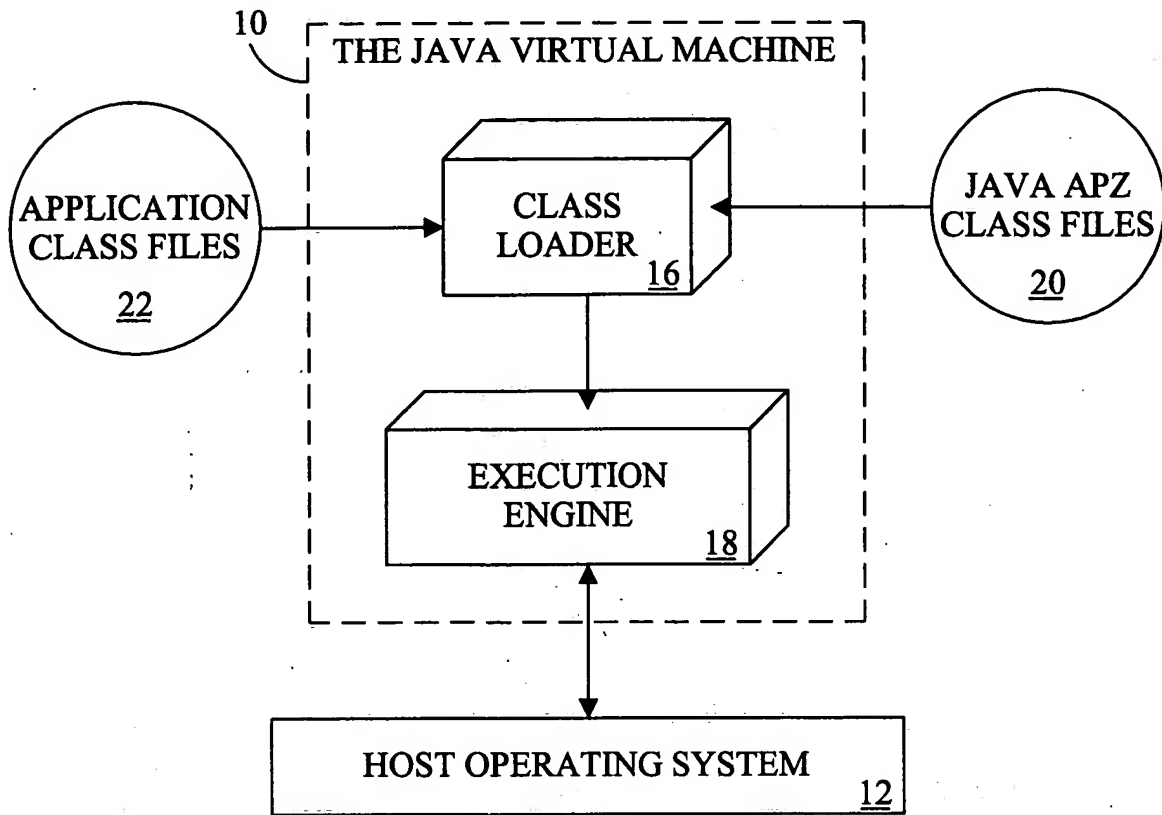 10
THE JAVA VIRTUAL MACHINE
APPLICATION
CLASS FILES
22
CLASS
LOADER
16
JAVA APZ
CLASS FILES
20
EXECUTION
ENGINE
18
HOST OPERATING SYSTEM
12